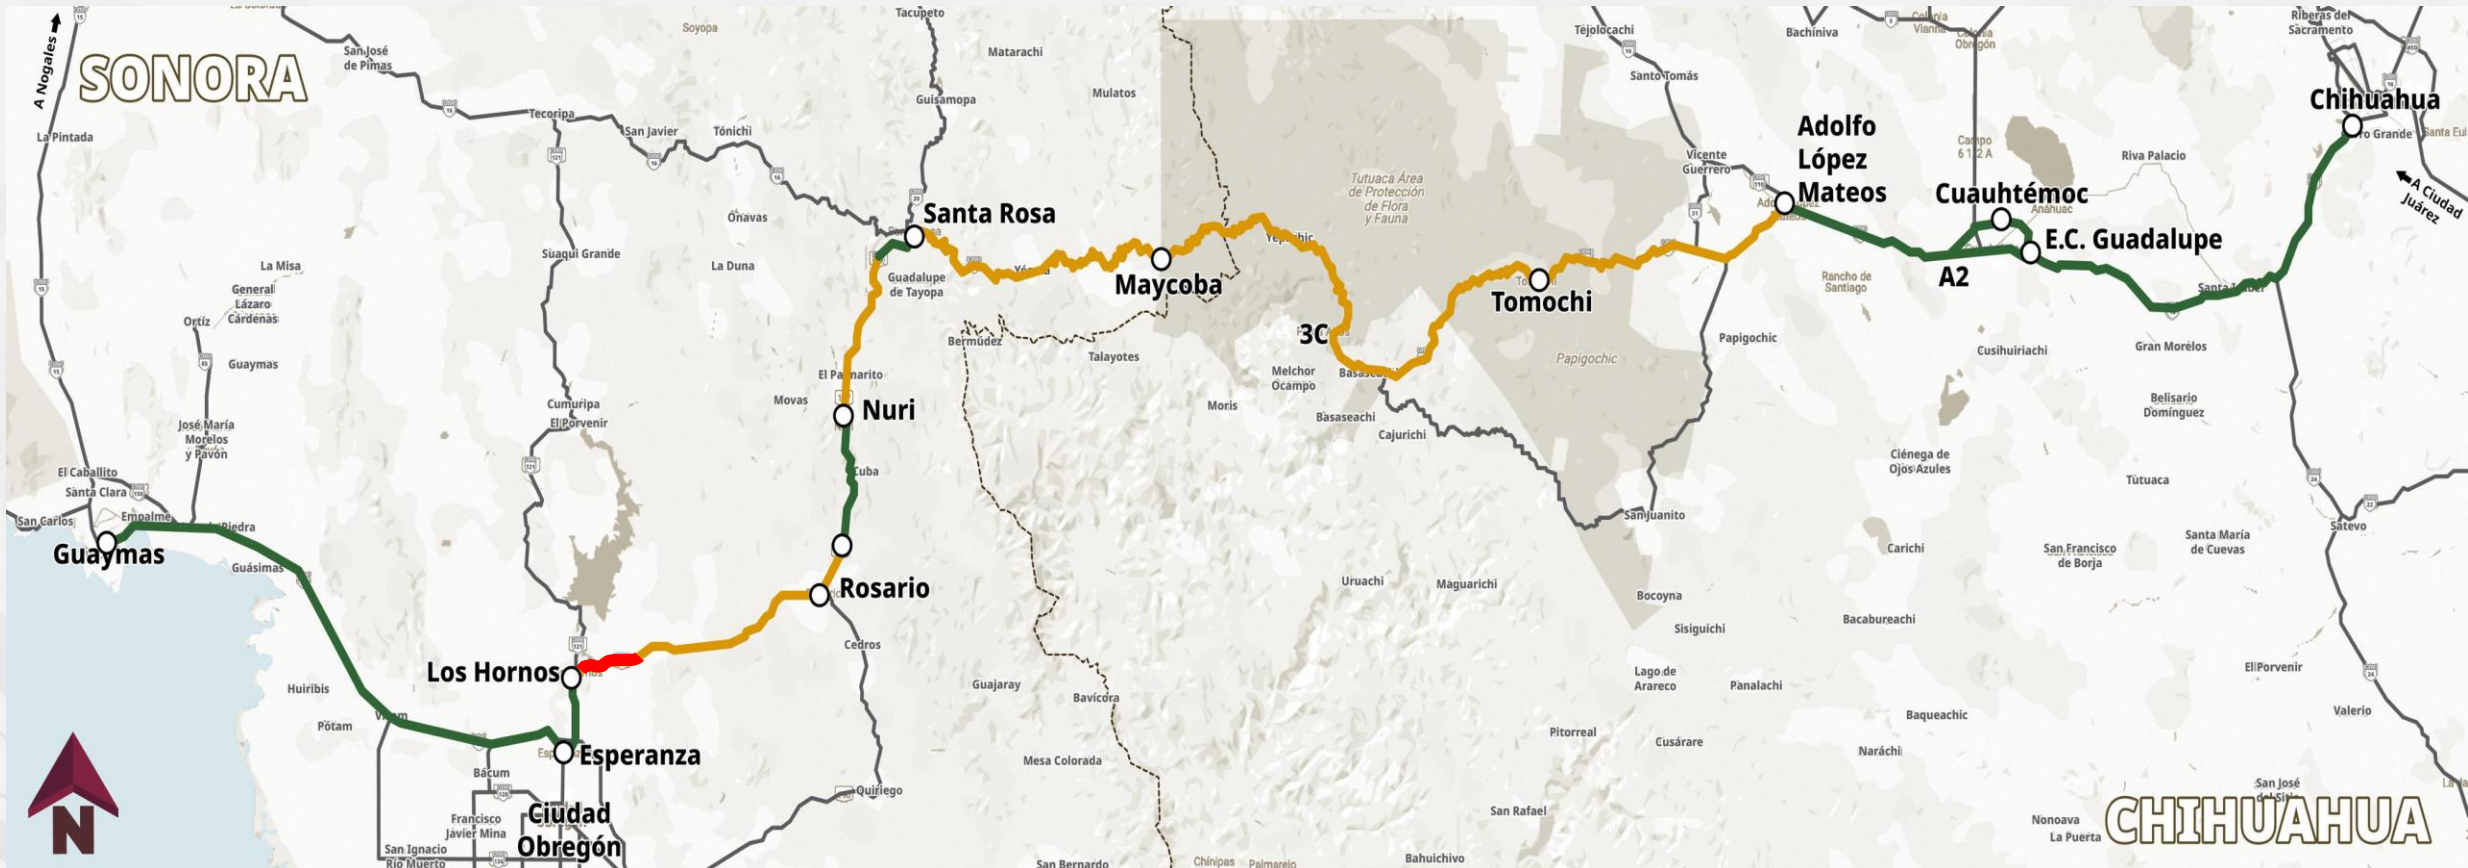 SONORA
A Nogales
La Pintada
San José
de Pimas
Tecoripa
Soyopa
San Javier
Tónichi
Tacupeto
Matarachi
Guisamopa
Mulatos
Ónavas
Santa Rosa
Guadalupe
de Tayopa
Suaqui Grande
La Duna
La Misa
General
Lázaro
Cárdenas
Ortíz
Guaymas
José María
Morelos
y Pavón
El Caballito
Santa Clara
San Carlos
Empalme
Guaymas
Guásimas
Cumuripa
El Porvenir
Movas
Nuri
Rosario
Cedros
Los Hornos
Huiribis
Pótam
Esperanza
Bácum
Francisco
Javier Mina
Ciudad
Obregón
San Ignacio
Río Muerto
Quiriego
N
Maycoba
Bermúdez
Talayotes
Tutuaca Área
de Protección
de Flora
y Fauna
3C
Melchor
Ocampo
Moris
Basaseachi
Cajurichi
Tomochi
Papigochic
San Juanito
Uruachi
Maguarichi
Guajaray
Bavícora
Mesa Colorada
San Bernardo
Chínipas
Palmarejo
Bahuichivo
San Rafael
Pitorreal
Cusárare
Bocoyna
Sisiguichi
Lago de
Arareco
Panalachi
Tejolocachi
Santo Tomás
Bachíniva
Vicente
Guerrero
Adolfo
López
Mateos
Colonia
Obregón
Cuauhtémoc
Anáhuac
E.C. Guadalupe
A2
Rancho de
Santiago
Papigochic
Cusihuiriachi
Riva Palacio
Gran Morelos
Belisario
Domínguez
Ciénega de
Ojos Azules
Tutuaca
Carichi
San Francisco
de Borja
Santa María
de Cuevas
Satevo
Bacabureachi
Baqueachic
Naráchi
El Porvenir
Valerio
San José
del Sitio
Nonoava
La Puerta
Riberas del
Sacramento
Chihuahua
A Ciudad
Juárez
CHIHUAHUA